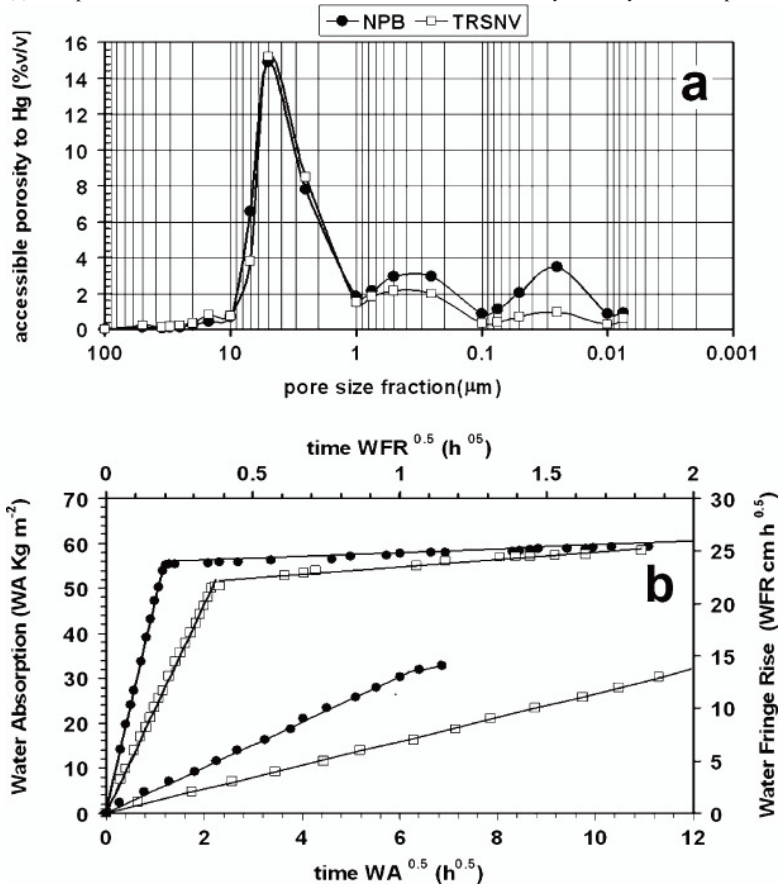 NPB TRSNV
a
accessible porosity to Hg (%v/v)
16
14
12
10
8
6
4
2
0
100 10 1 0.1 0.01 0.001
pore size fraction(μm)
time WFR 0.5 (h 05)
0 0.5 1 1.5 2
b
Water Absorption (WA Kg m-2)
70
60
50
40
30
20
10
0
Water Fringe Rise (WFR cm h0.5)
30
25
20
15
10
5
0
0 2 4 6 8 10 12
time WA 0.5 (h0.5)